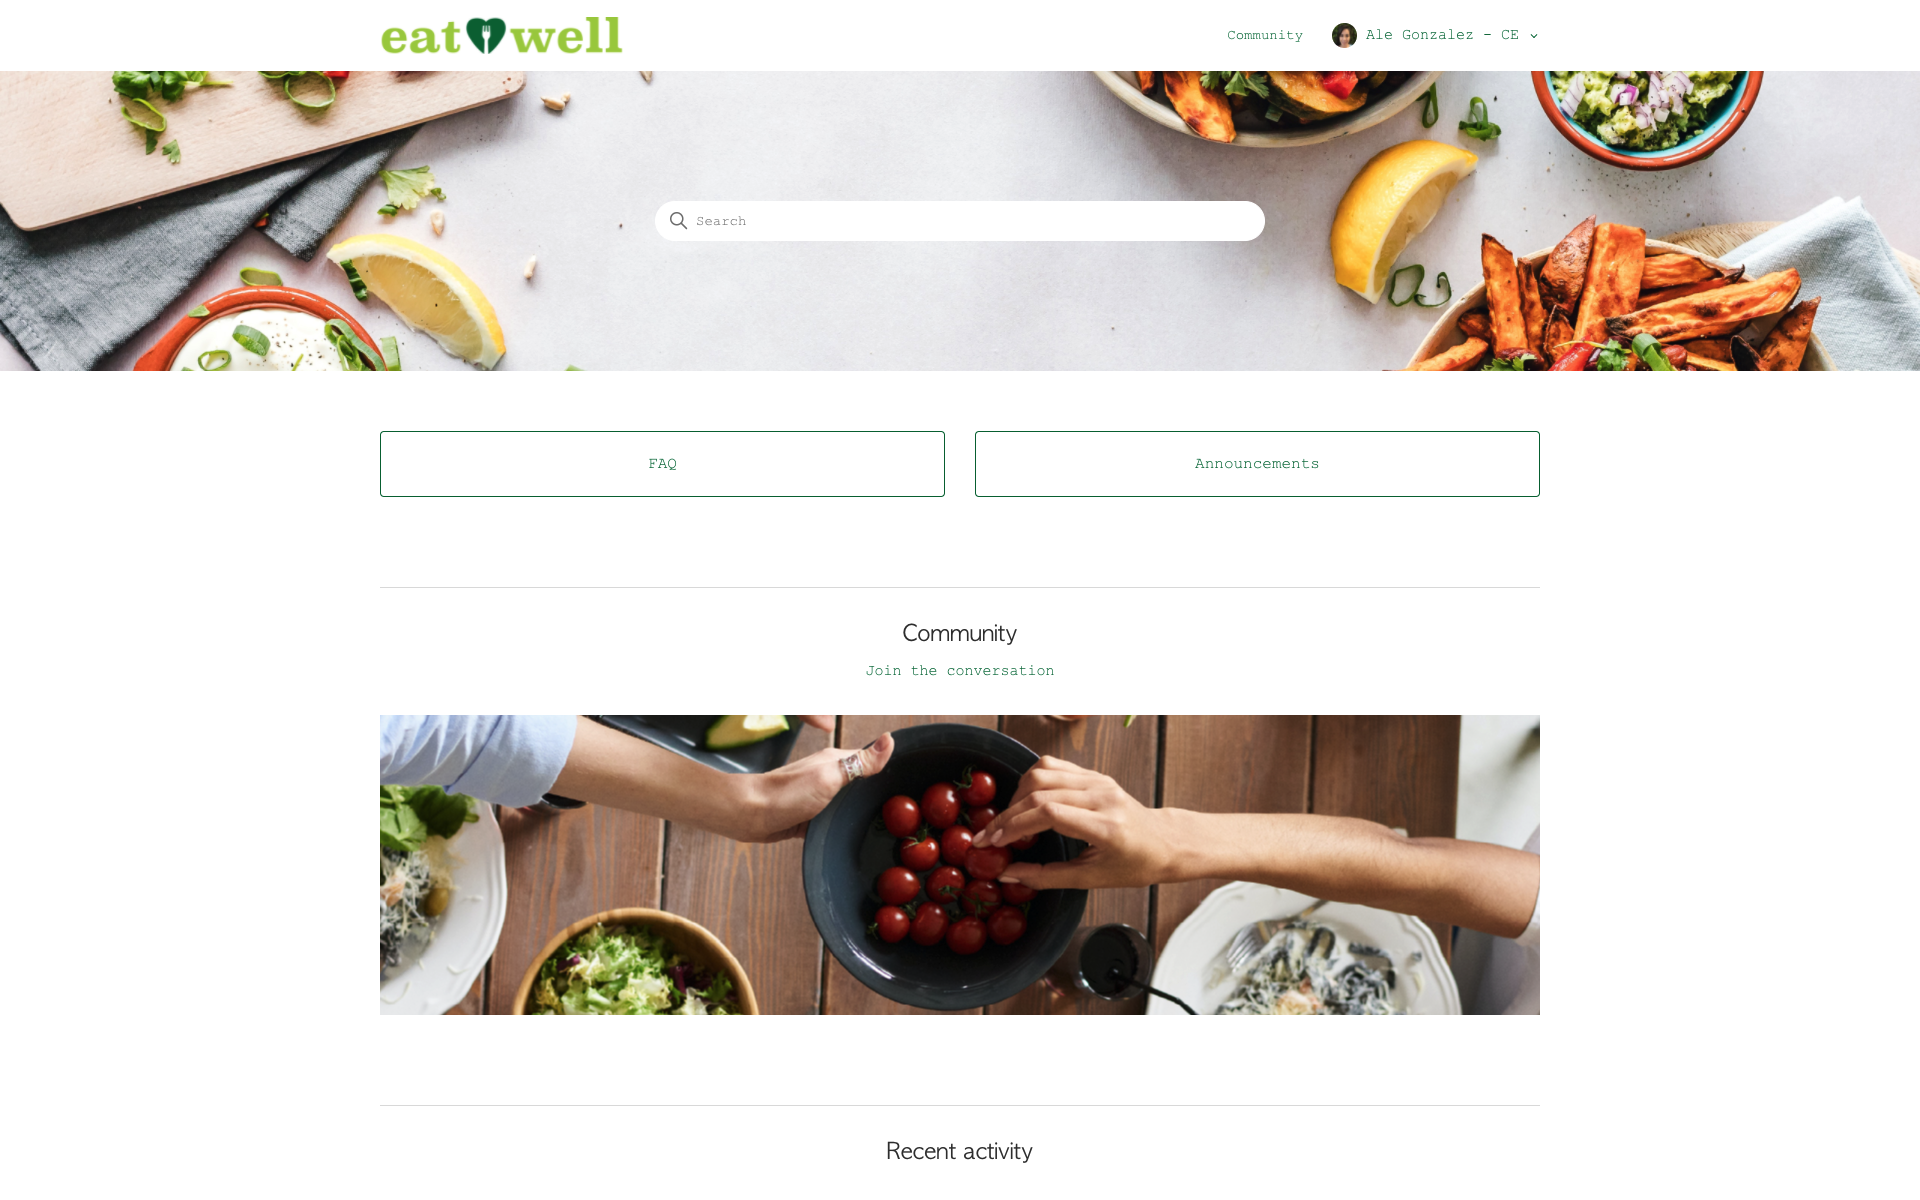 eat well
Community
Ale Gonzalez - CE
Search
FAQ
Announcements
Community
Join the conversation
Recent activity